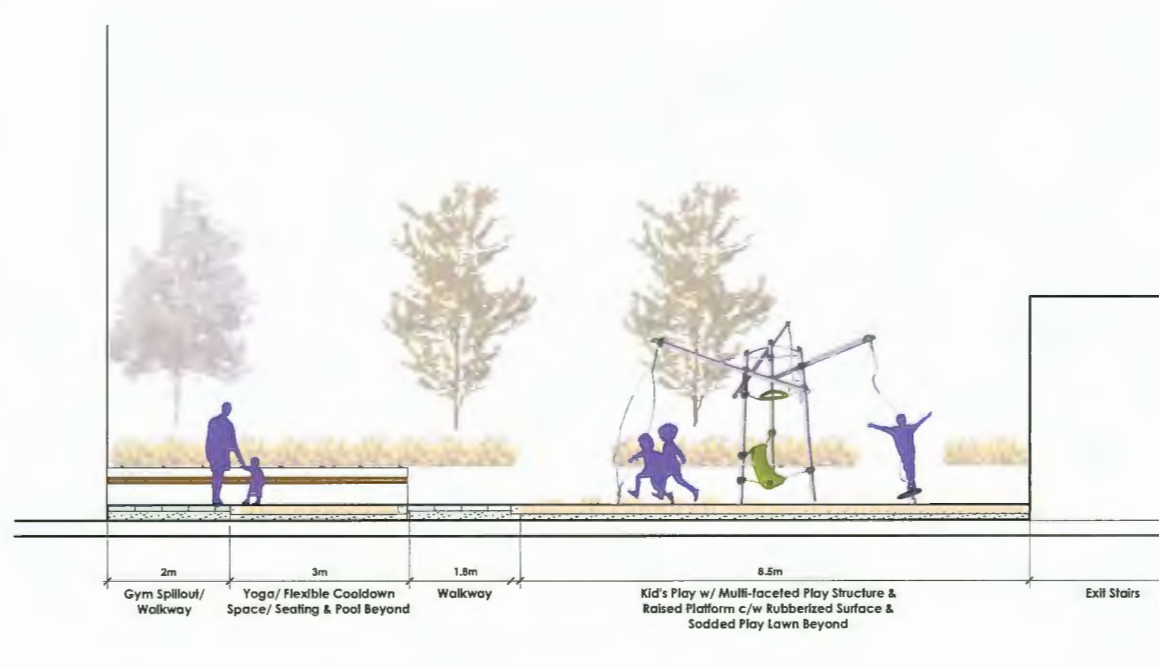 2m
3m
1.8m
8.5m
Gym Spillout/
Walkway
Yoga/ Flexible Cooldown
Space/ Seating & Pool Beyond
Walkway
Kid's Play w/ Multi-faceted Play Structure &
Raised Platform c/w Rubberized Surface &
Sodded Play Lawn Beyond
Exit Stairs